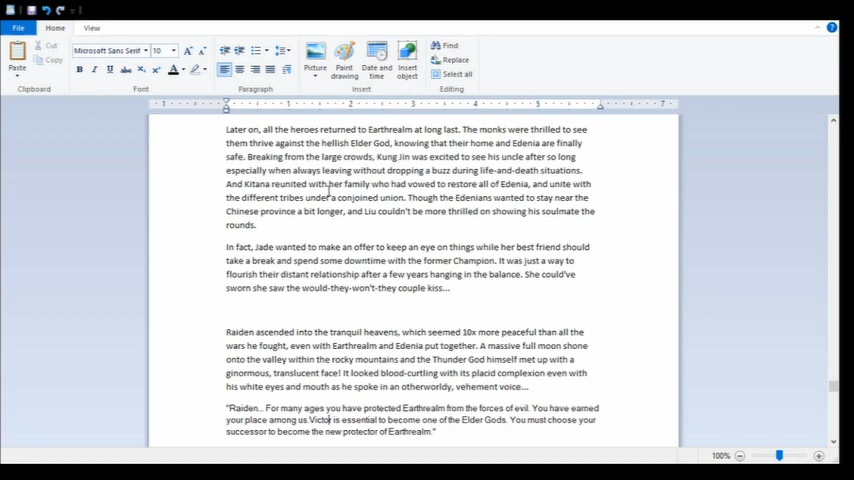 File Home View
Cut
Copy
Paste
Clipboard
Microsoft Sans Serif 10
B I U abc X₂ X² A
Font
Paragraph
Picture
Paint drawing
Date and time
Insert object
Insert
Find
Replace
Select all
Editing
1 1 2 3 4 5 7
Later on, all the heroes returned to Earthrealm at long last. The monks were thrilled to see
them thrive against the hellish Elder God, knowing that their home and Edenia are finally
safe. Breaking from the large crowds, Kung Jin was excited to see his uncle after so long
especially when always leaving without dropping a buzz during life-and-death situations.
And Kitana reunited with her family who had vowed to restore all of Edenia, and unite with
the different tribes under a conjoined union. Though the Edenians wanted to stay near the
Chinese province a bit longer, and Liu couldn't be more thrilled on showing his soulmate the
rounds.
In fact, Jade wanted to make an offer to keep an eye on things while her best friend should
take a break and spend some downtime with the former Champion. It was just a way to
flourish their distant relationship after a few years hanging in the balance. She could've
sworn she saw the would-they-won't-they couple kiss...
Raiden ascended into the tranquil heavens, which seemed 10x more peaceful than all the
wars he fought, even with Earthrealm and Edenia put together. A massive full moon shone
onto the valley within the rocky mountains and the Thunder God himself met up with a
ginormous, translucent face! It looked blood-curtling with its placid complexion even with
his white eyes and mouth as he spoke in an otherworldly, vehement voice...
"Raiden... For many ages you have protected Earthrealm from the forces of evil. You have earned
your place among us.Victor is essential to become one of the Elder Gods. You must choose your
successor to become the new protector of Earthrealm."
100%